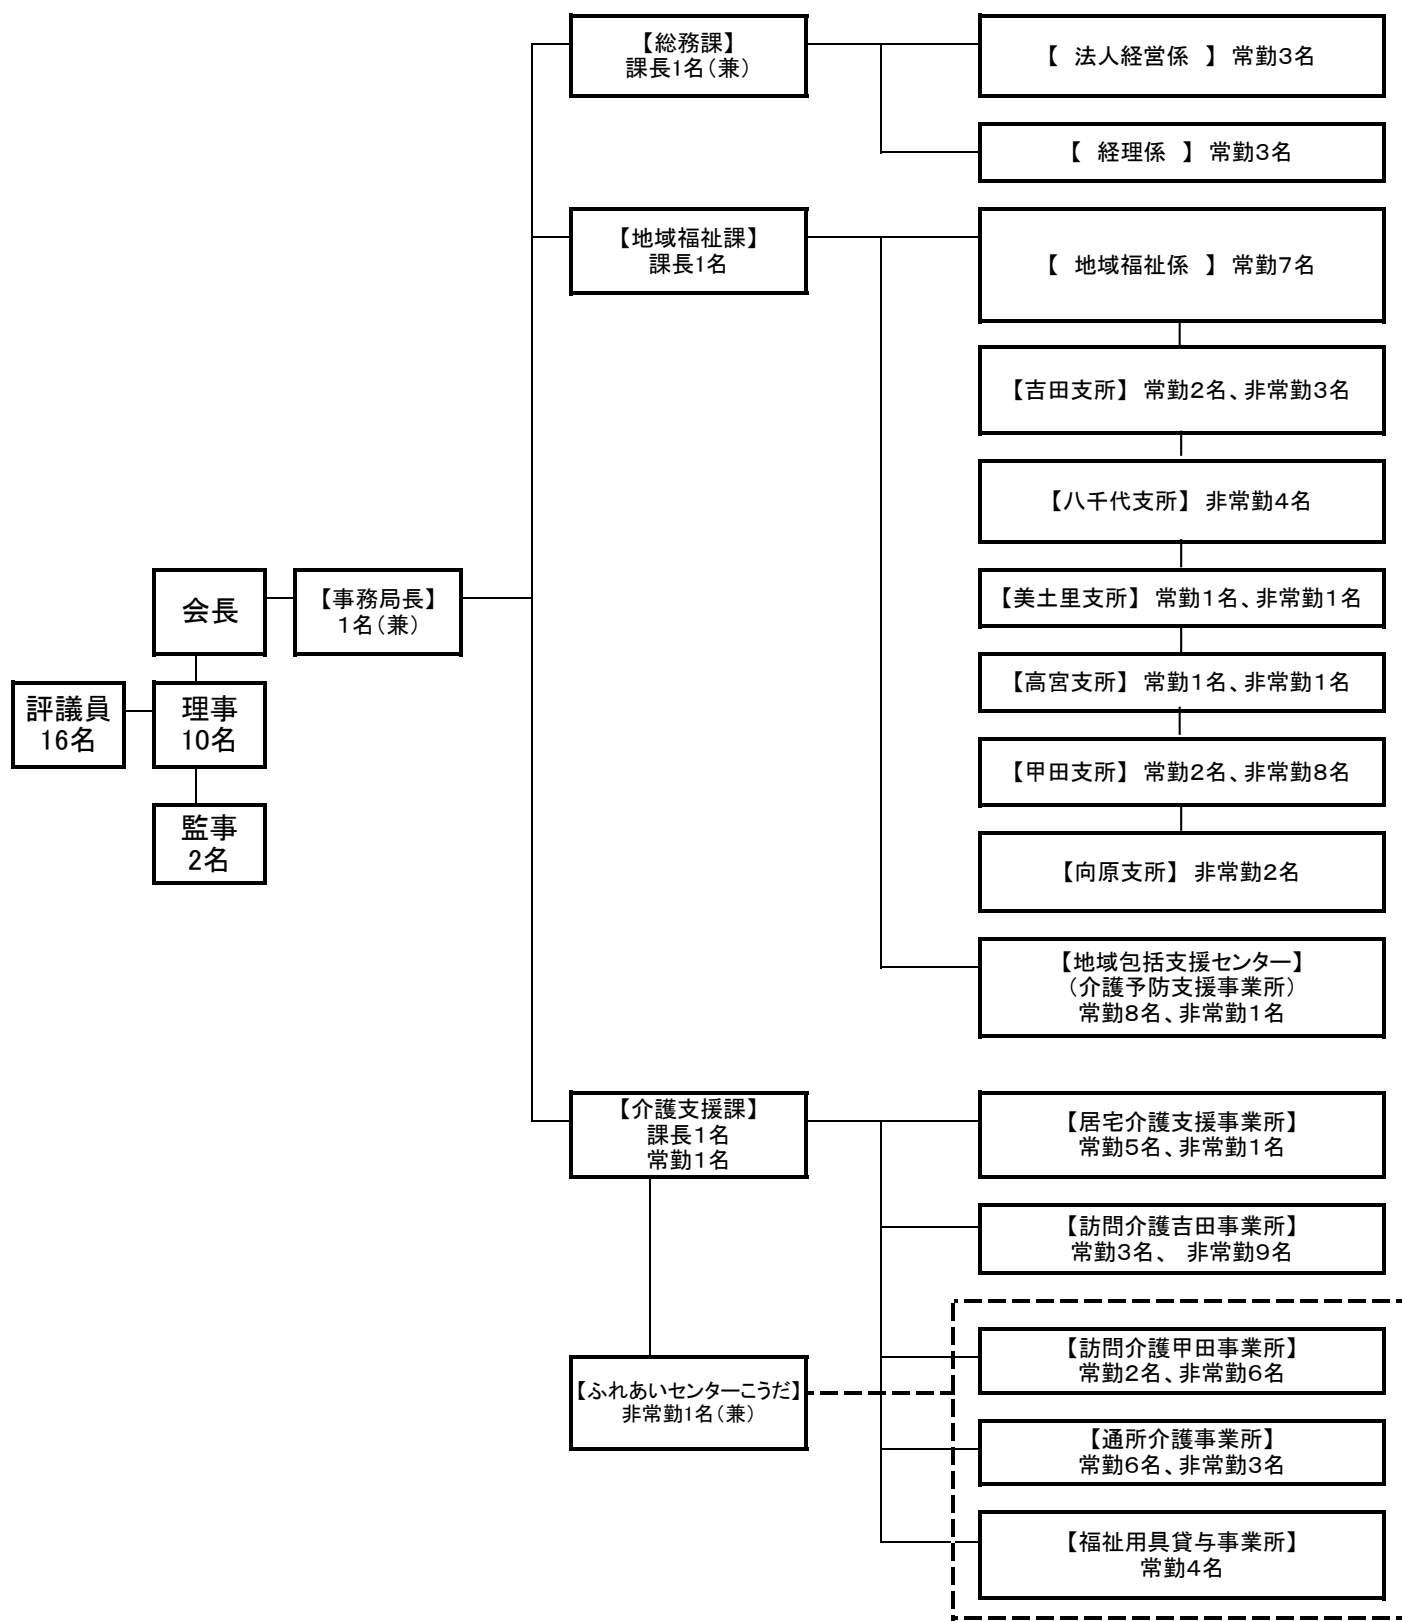 【総務課】
課長1名（兼）
【　法人経営係　】 常勤3名
【　経理係　】 常勤3名
【地域福祉課】
課長1名
【　地域福祉係　】 常勤7名
【吉田支所】 常勤2名、非常勤3名
【八千代支所】 非常勤4名
【美土里支所】 常勤1名、非常勤1名
【高宮支所】 常勤1名、非常勤1名
【甲田支所】 常勤2名、非常勤8名
【向原支所】 非常勤2名
【地域包括支援センター】
（介護予防支援事業所）
常勤8名、非常勤1名
会長
【事務局長】
1名（兼）
評議員
16名
理事
10名
監事
2名
【介護支援課】
課長1名
常勤1名
【居宅介護支援事業所】
常勤5名、非常勤1名
【訪問介護吉田事業所】
常勤3名、 非常勤9名
【訪問介護甲田事業所】
常勤2名、非常勤6名
【ふれあいセンターこうだ】
非常勤1名（兼）
【通所介護事業所】
常勤6名、非常勤3名
【福祉用具貸与事業所】
常勤4名